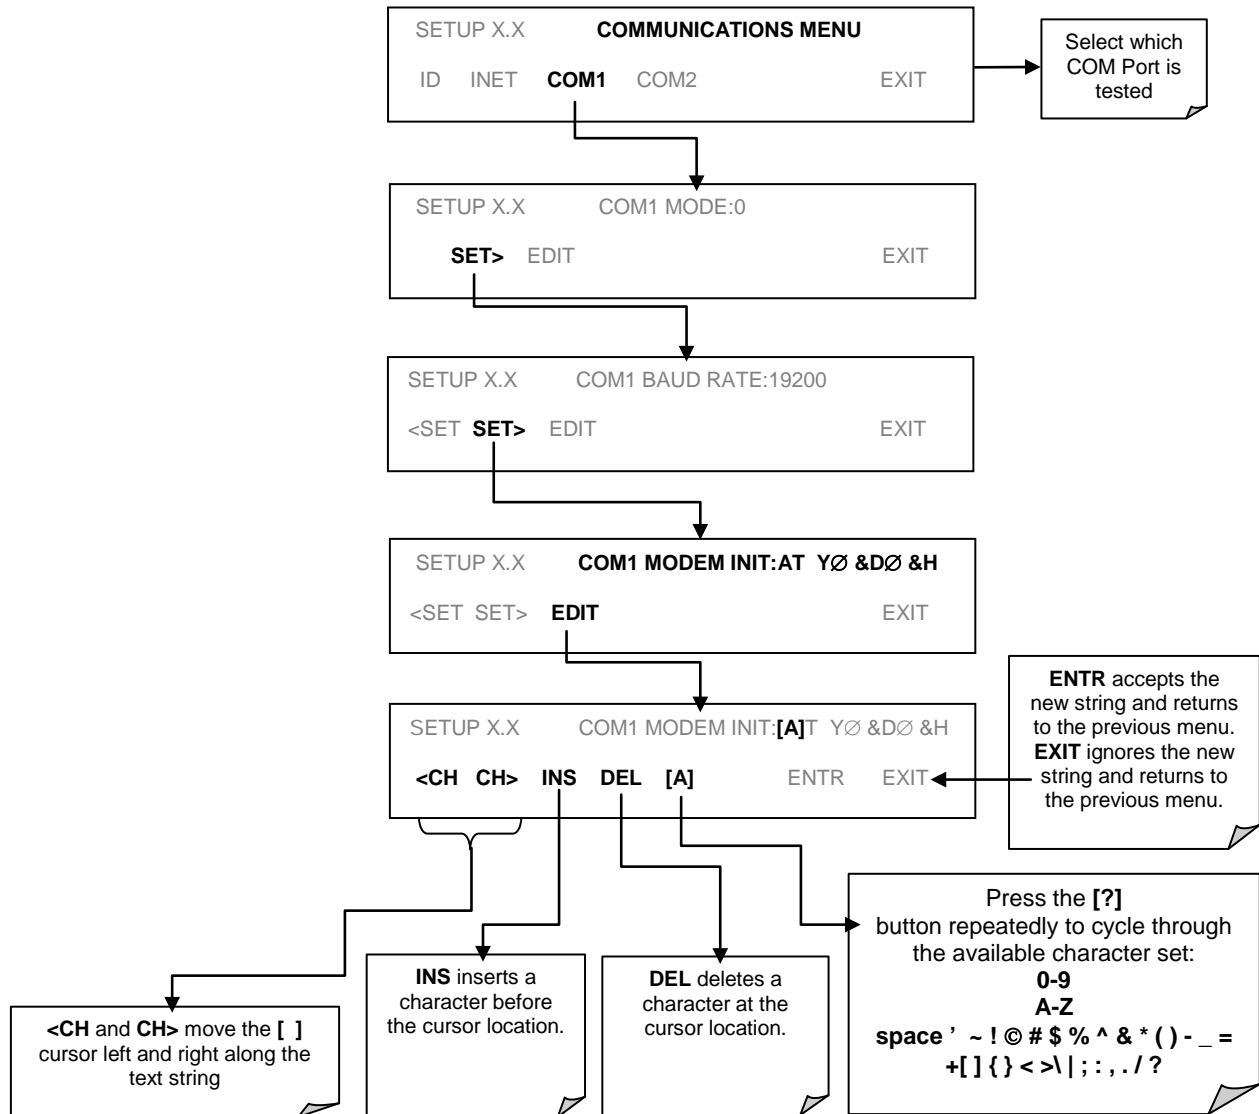 SETUP X.X COMMUNICATIONS MENU
ID INET COM1 COM2 EXIT
Select which
COM Port is
tested
SETUP X.X COM1 MODE:0
SET> EDIT EXIT
SETUP X.X COM1 BAUD RATE:19200
<SET SET> EDIT EXIT
SETUP X.X COM1 MODEM INIT:AT Y∅ &D∅ &H
<SET SET> EDIT EXIT
ENTR accepts the
new string and returns
to the previous menu.
EXIT ignores the new
string and returns to
the previous menu.
SETUP X.X COM1 MODEM INIT:[A]T Y∅ &D∅ &H
<CH CH> INS DEL [A] ENTR EXIT
<CH and CH> move the [ ]
cursor left and right along the
text string
INS inserts a
character before
the cursor location.
DEL deletes a
character at the
cursor location.
Press the [?]
button repeatedly to cycle through
the available character set:
0-9
A-Z
space ’ ~ ! © # $ % ^ & * ( ) - _ =
+[ ] { } < >\ | ; : , . / ?